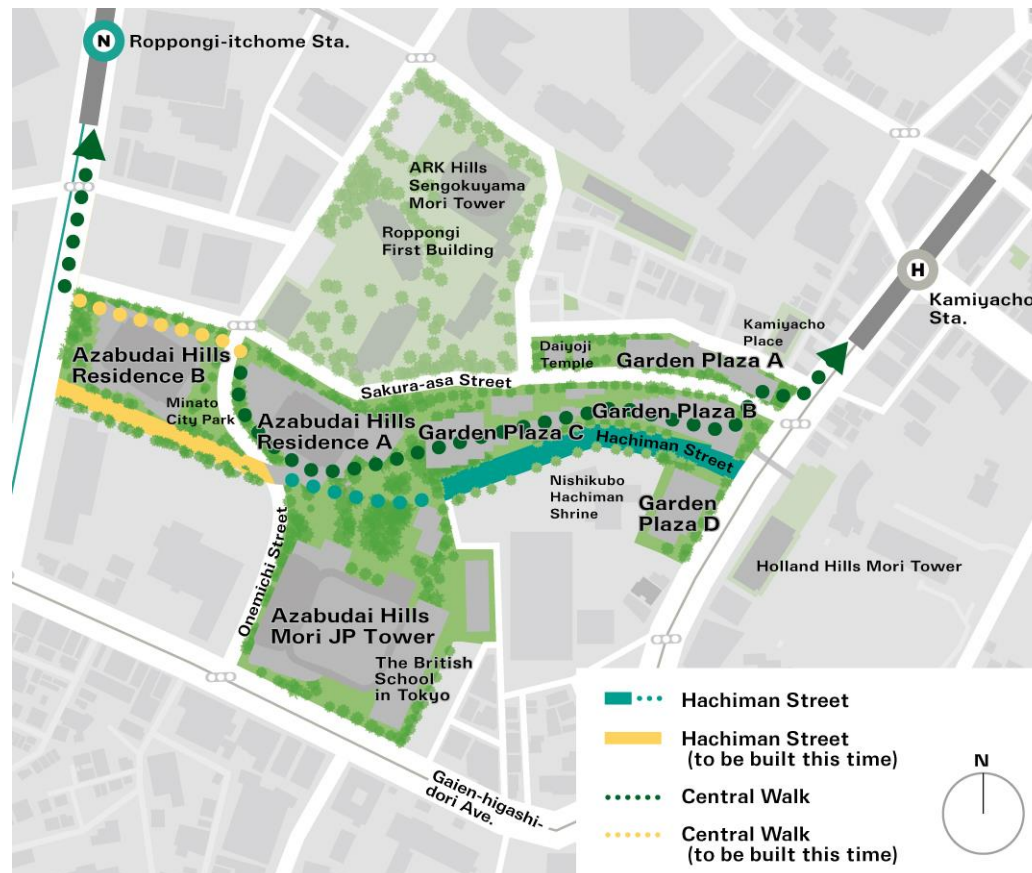 N
Roppongi-itchome Sta.
ARK Hills
Sengokuyama
Mori Tower
Roppongi
First Building
H
Kamiyacho
Sta.
Kamiyacho
Place
Daiyoji
Temple
Garden Plaza A
Azabudai Hills
Residence B
Minato
City Park
Sakura-asa Street
Azabudai Hills
Residence A
Garden Plaza C
Garden Plaza B
Hachiman Street
Nishikubo
Hachiman
Shrine
Garden
Plaza D
Onemichi Street
Holland Hills Mori Tower
Azabudai Hills
Mori JP Tower
The British
School
in Tokyo
Gaien-higashi-
dori Ave.
Hachiman Street
Hachiman Street
(to be built this time)
Central Walk
Central Walk
(to be built this time)
N